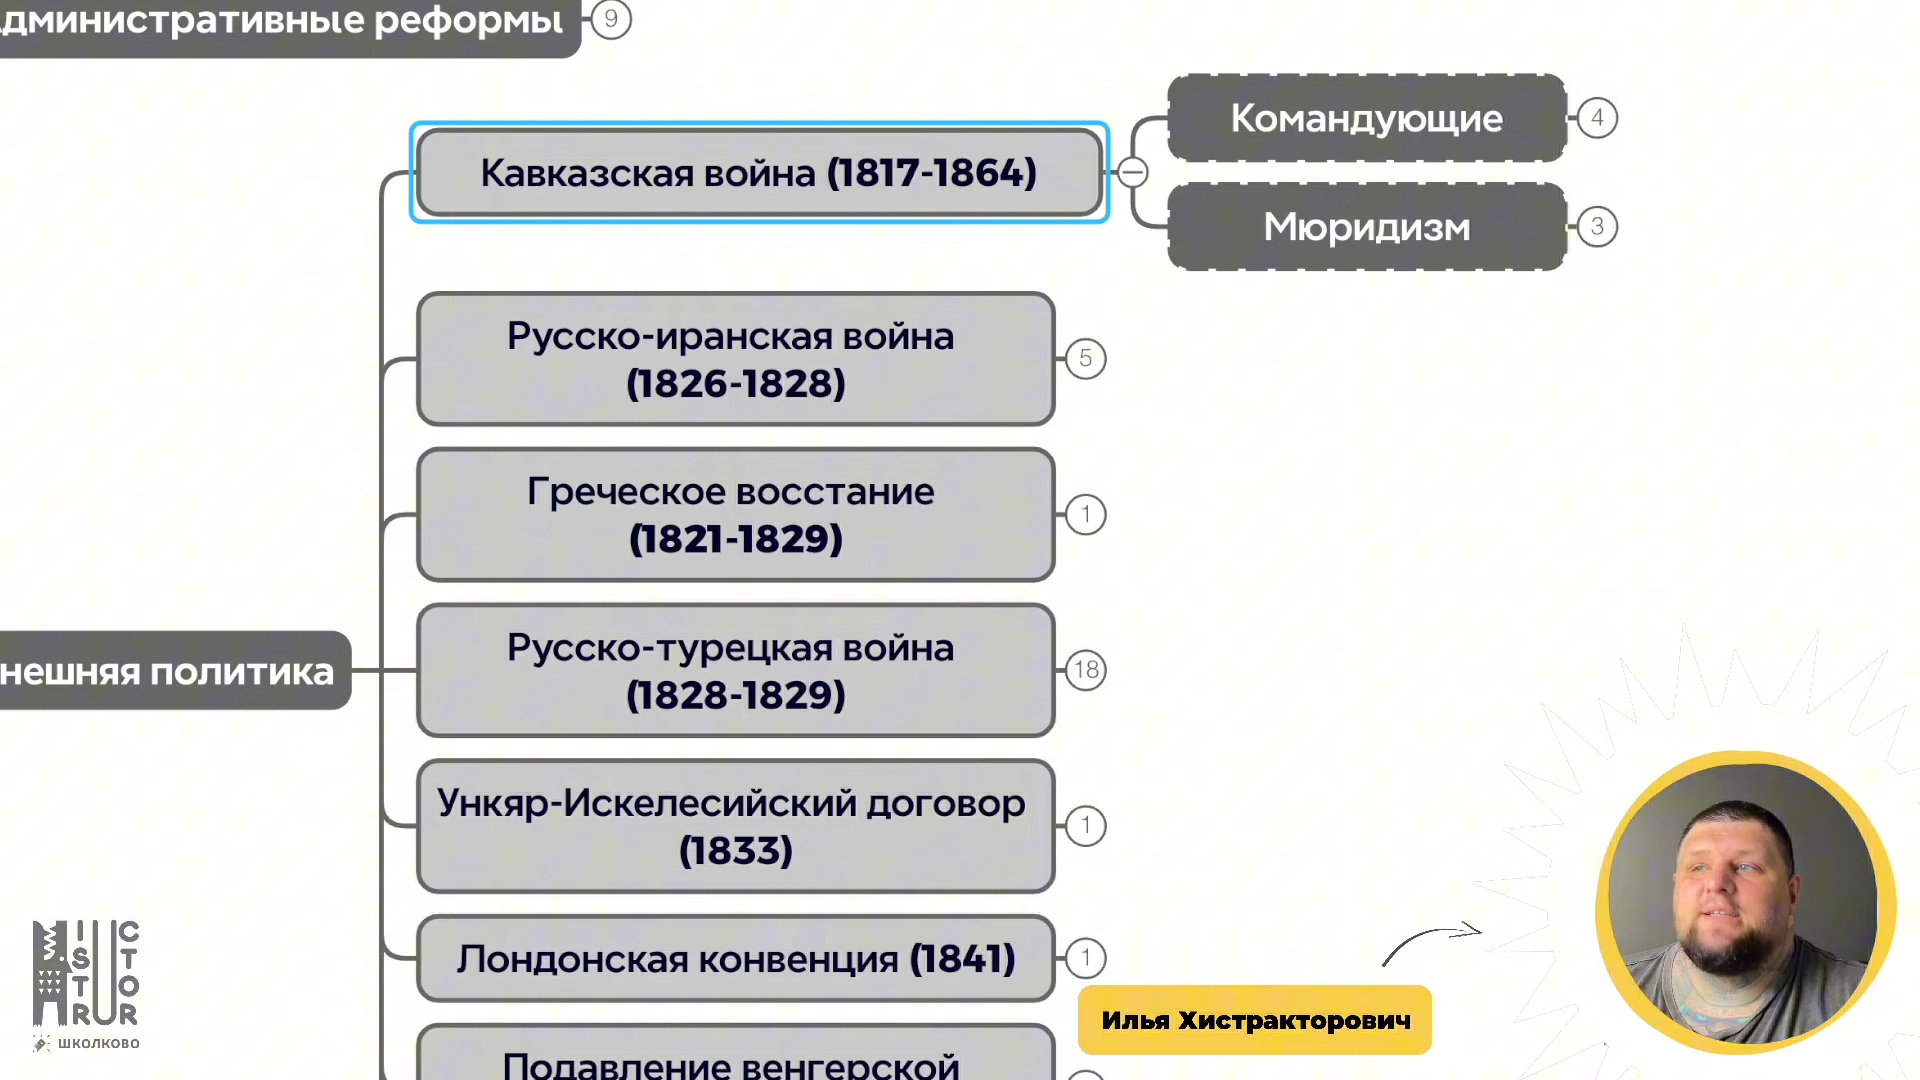 дминистративные реформы
9
Кавказская война (1817-1864)
Командующие
4
Мюридизм
3
Русско-иранская война
(1826-1828)
5
Греческое восстание
(1821-1829)
1
нешняя политика
Русско-турецкая война
(1828-1829)
18
Ункяр-Искелесийский договор
(1833)
1
Лондонская конвенция (1841)
1
Подавление венгерской
Илья Хистракторович
HISTRUCTOR
ШКОЛКОВО